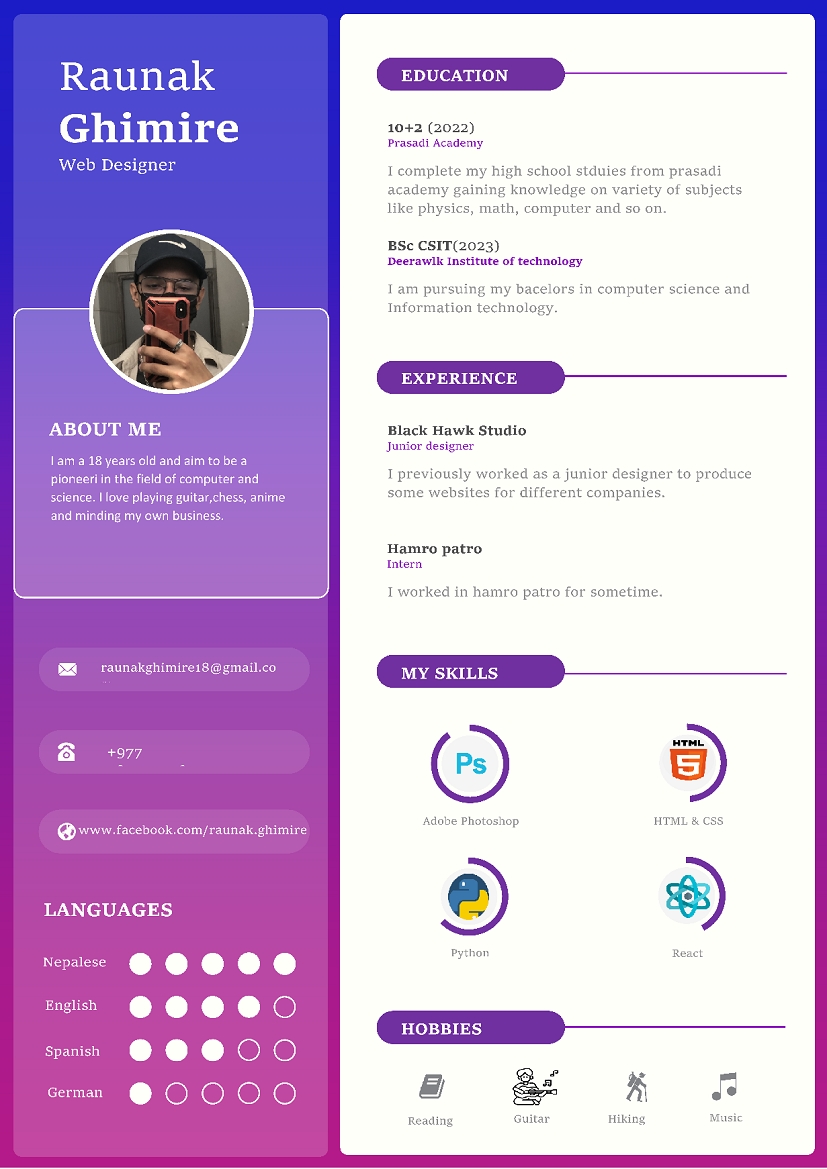 Raunak
Ghimire
Web Designer
ABOUT ME
I am a 18 years old and aim to be a
pioneeri in the field of computer and
science. I love playing guitar,chess, anime
and minding my own business.
raunakghimire18@gmail.co
+977
www.facebook.com/raunak.ghimire
LANGUAGES
Nepalese
English
Spanish
German
EDUCATION
10+2 (2022)
Prasadi Academy
I complete my high school stduies from prasadi
academy gaining knowledge on variety of subjects
like physics, math, computer and so on.
BSc CSIT(2023)
Deerawlk Institute of technology
I am pursuing my bacelors in computer science and
Information technology.
EXPERIENCE
Black Hawk Studio
Junior designer
I previously worked as a junior designer to produce
some websites for different companies.
Hamro patro
Intern
I worked in hamro patro for sometime.
MY SKILLS
Ps
Adobe Photoshop
HTML
5
HTML & CSS
Python
React
HOBBIES
Reading
Guitar
Hiking
Music